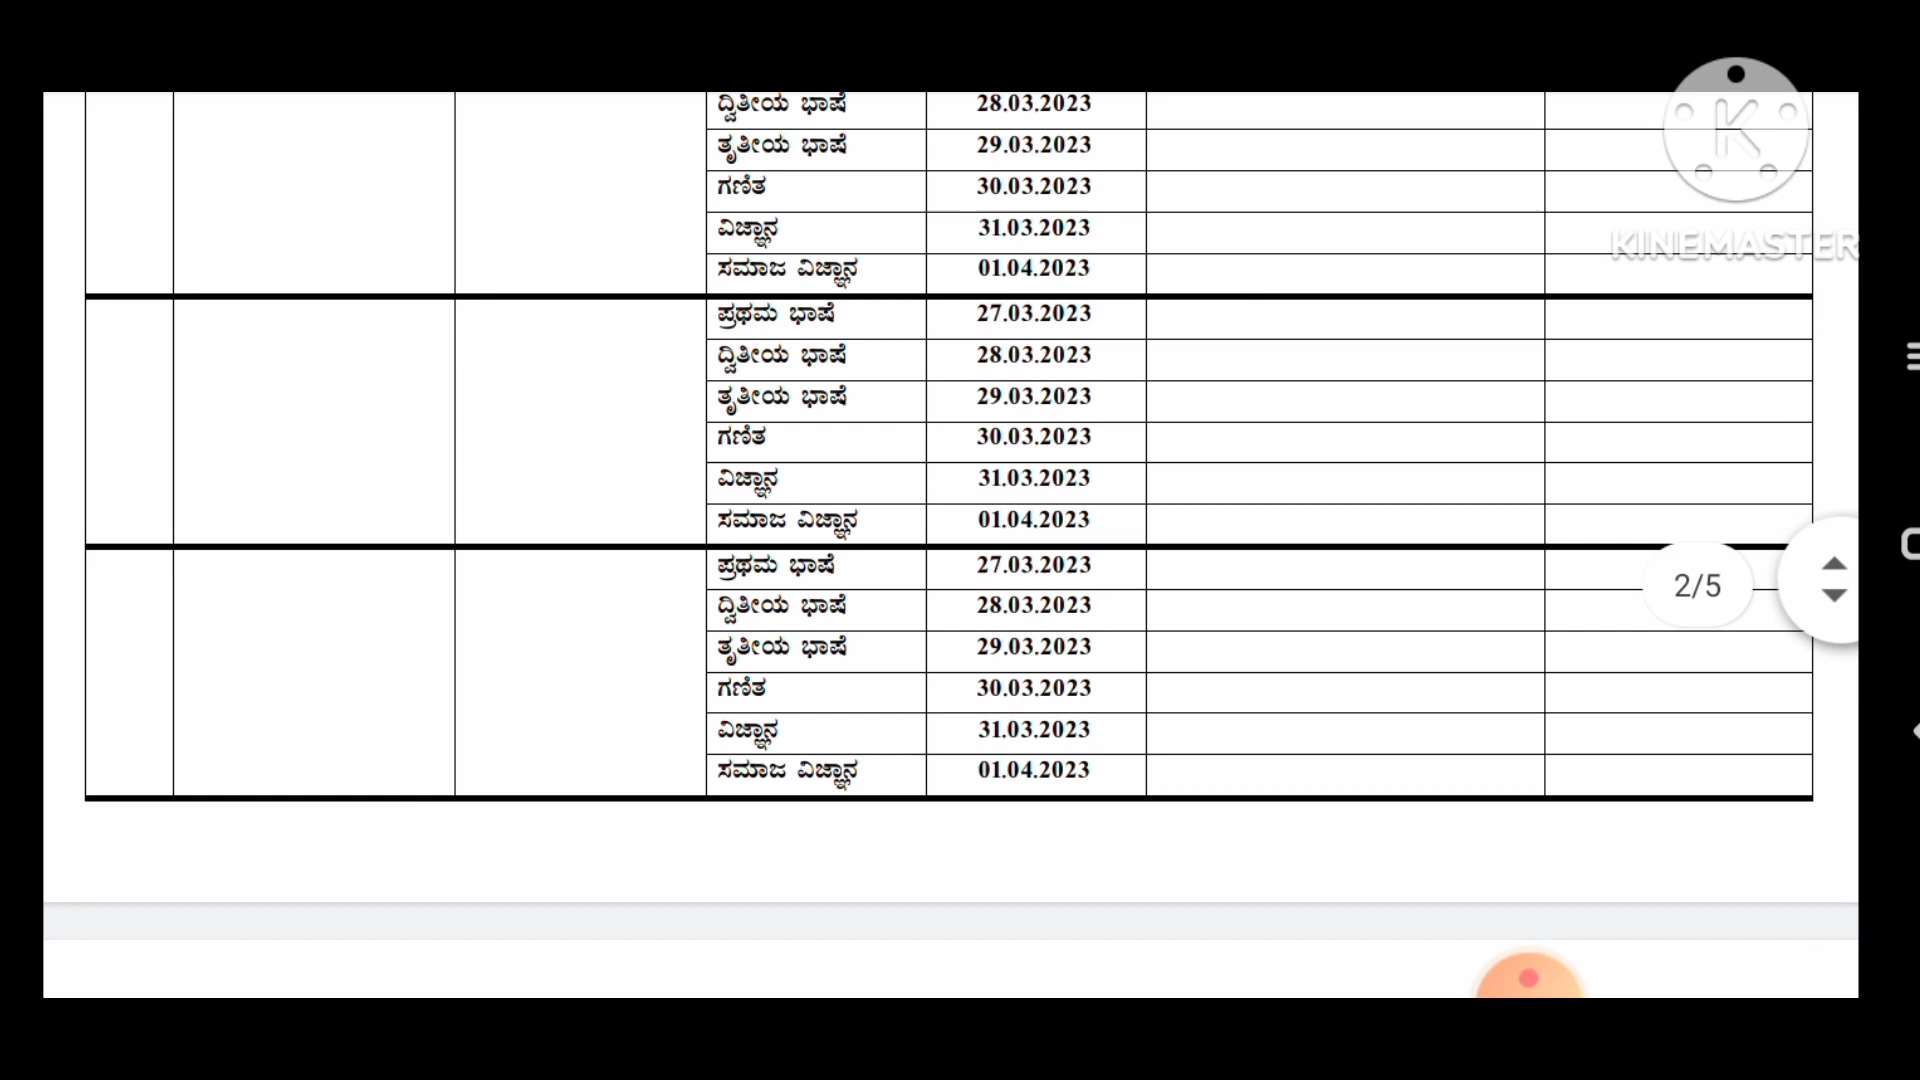 ದ್ವಿತೀಯ ಭಾಷೆ 28.03.2023
ತೃತೀಯ ಭಾಷೆ 29.03.2023
ಗಣಿತ 30.03.2023
ವಿಜ್ಞಾನ 31.03.2023
ಸಮಾಜ ವಿಜ್ಞಾನ 01.04.2023
K
KINEMASTER
ಪ್ರಥಮ ಭಾಷೆ 27.03.2023
ದ್ವಿತೀಯ ಭಾಷೆ 28.03.2023
ತೃತೀಯ ಭಾಷೆ 29.03.2023
ಗಣಿತ 30.03.2023
ವಿಜ್ಞಾನ 31.03.2023
ಸಮಾಜ ವಿಜ್ಞಾನ 01.04.2023
ಪ್ರಥಮ ಭಾಷೆ 27.03.2023
ದ್ವಿತೀಯ ಭಾಷೆ 28.03.2023
ತೃತೀಯ ಭಾಷೆ 29.03.2023
ಗಣಿತ 30.03.2023
ವಿಜ್ಞಾನ 31.03.2023
ಸಮಾಜ ವಿಜ್ಞಾನ 01.04.2023
2/5